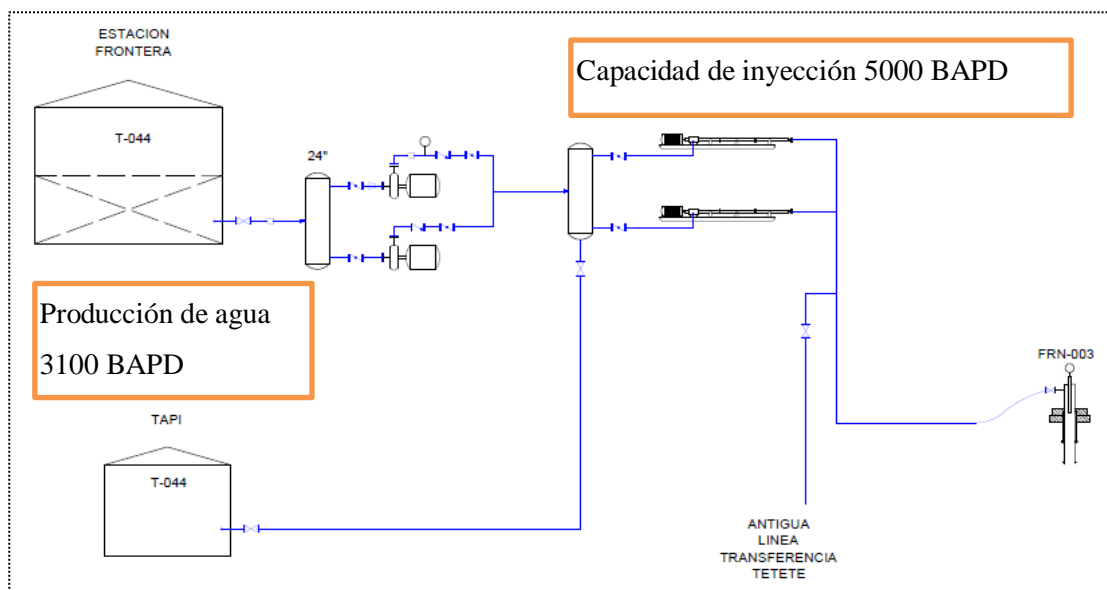 ESTACION
FRONTERA
Capacidad de inyección 5000 BAPD
T-044
24"
Producción de agua
3100 BAPD
FRN-003
TAPI
T-044
ANTIGUA
LINEA
TRANSFERENCIA
TETETE